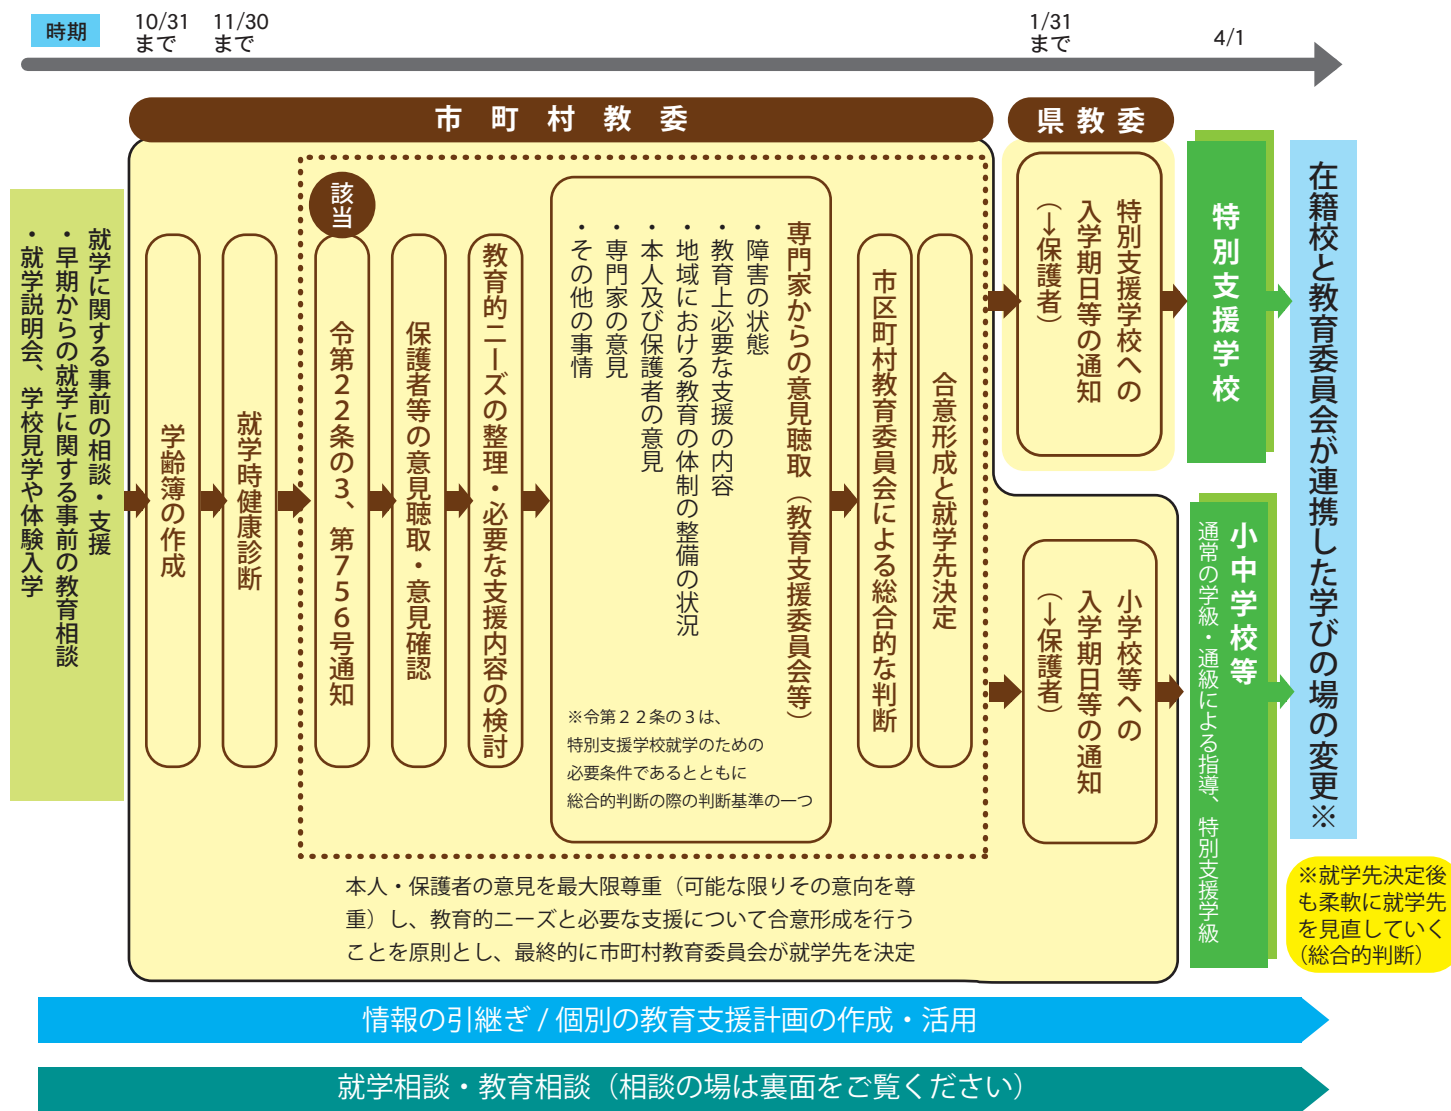 時期
10/31
まで
11/30
まで
1/31
まで
4/1
市町村教委
県教委
就学に関する事前の相談・支援
・早期からの就学に関する事前の教育相談
・就学説明会、学校見学や体験入学
学齢簿の作成
就学時健康診断
該当
令第22条の3、第756号通知
保護者等の意見聴取・意見確認
教育的ニーズの整理・必要な支援内容の検討
専門家からの意見聴取（教育支援委員会等）
・障害の状態
・教育上必要な支援の内容
・地域における教育の体制の整備の状況
・本人及び保護者の意見
・専門家の意見
・その他の事情
※令第２２条の３は、
特別支援学校就学のための
必要条件であるとともに
総合的判断の際の判断基準の一つ
市区町村教育委員会による総合的な判断
合意形成と就学先決定
特別支援学校への
入学期日等の通知
（→保護者）
小学校等への
入学期日等の通知
（→保護者）
特別支援学校
小中学校等
通常の学級・通級による指導、特別支援学級
在籍校と教育委員会が連携した学びの場の変更※
※就学先決定後
も柔軟に就学先
を見直していく
（総合的判断）
本人・保護者の意見を最大限尊重（可能な限りその意向を尊
重）し、教育的ニーズと必要な支援について合意形成を行う
ことを原則とし、最終的に市町村教育委員会が就学先を決定
情報の引継ぎ / 個別の教育支援計画の作成・活用
就学相談・教育相談（相談の場は裏面をご覧ください）